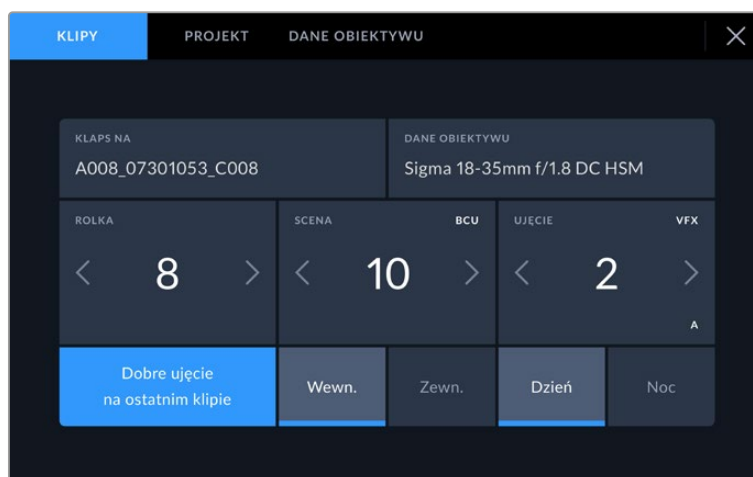 KLIPY
PROJEKT
DANE OBIEKTYWU
KLAPS NA
A008_07301053_C008
DANE OBIEKTYWU
Sigma 18-35mm f/1.8 DC HSM
ROLKA
8
SCENA
BCU
10
UJĘCIE
VFX
2
A
Dobre ujęcie
na ostatnim klipie
Wewn.
Zewn.
Dzień
Noc